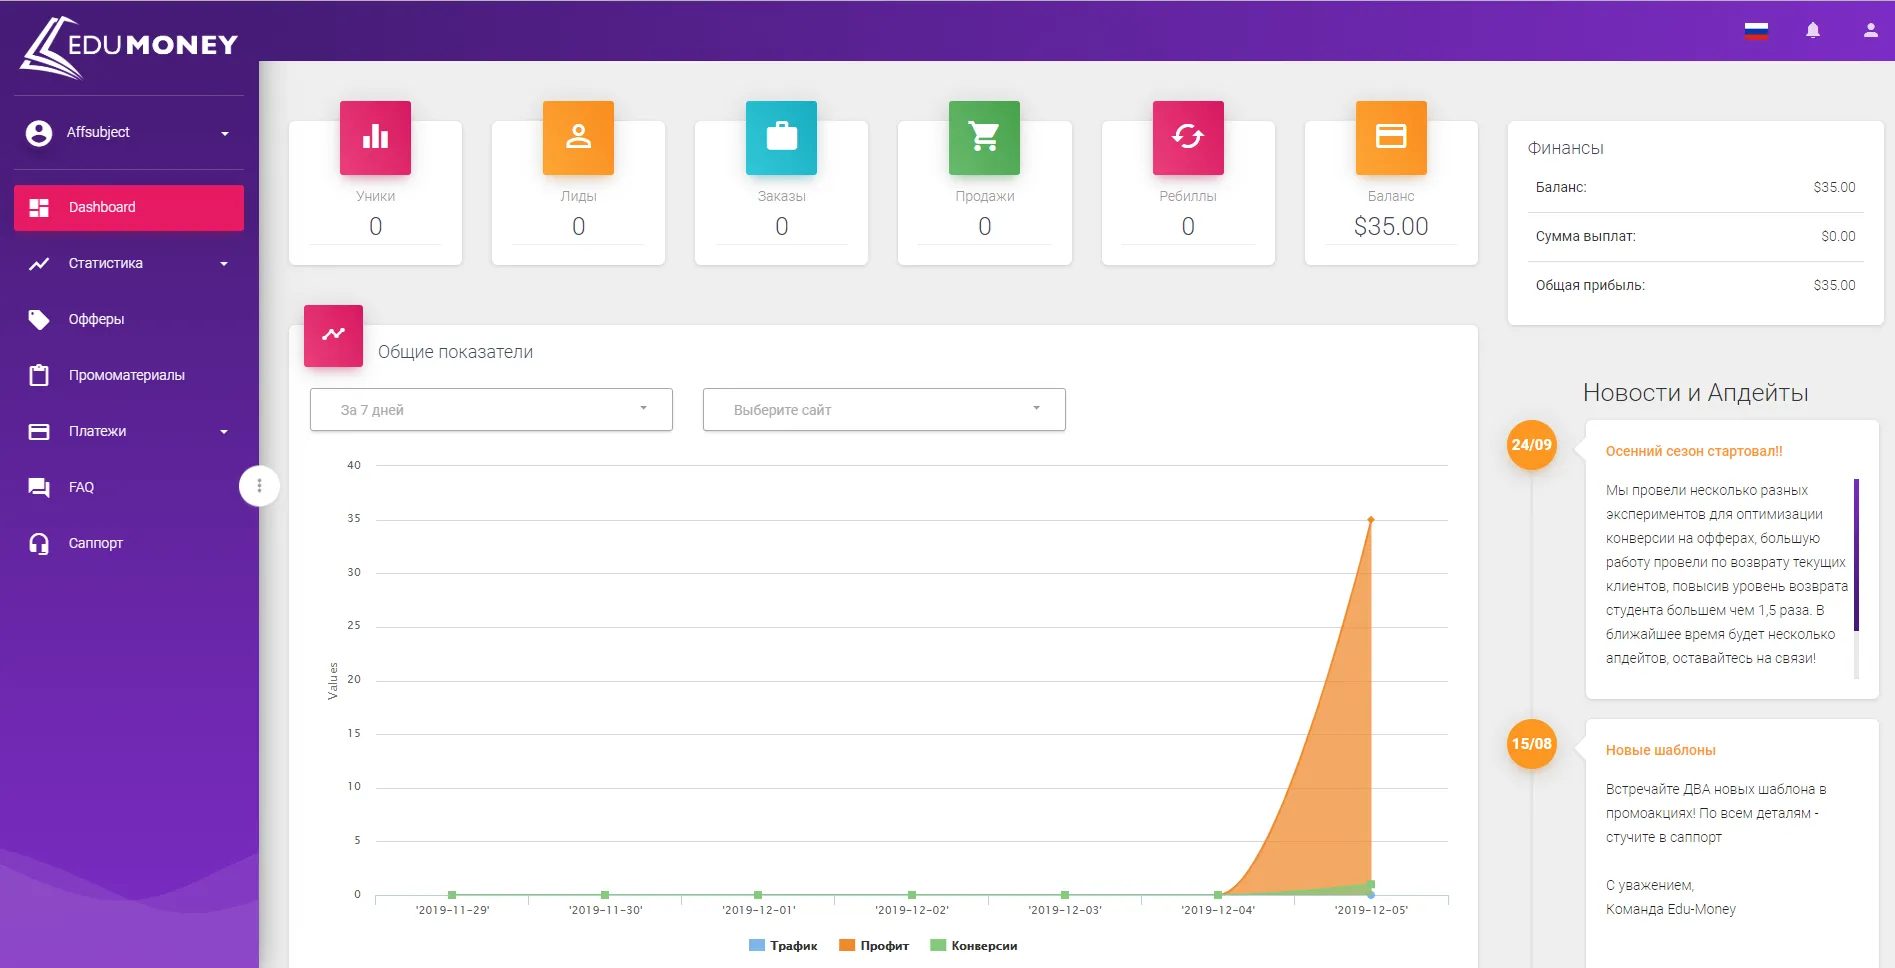 EDUMONEY
Affsubject
Dashboard
Статистика
Офферы
Промоматериалы
Платежи
FAQ
Саппорт
Уники
0
Лиды
0
Заказы
0
Продажи
0
Ребиллы
0
Баланс
$35.00
Финансы
Баланс: $35.00
Сумма выплат: $0.00
Общая прибыль: $35.00
Общие показатели
За 7 дней
Выберите сайт
Values
40
35
30
25
20
15
10
5
0
'2019-11-29' '2019-11-30' '2019-12-01' '2019-12-02' '2019-12-03' '2019-12-04' '2019-12-05'
Трафик Профит Конверсии
Новости и Апдейты
24/09
Осенний сезон стартовал!!
Мы провели несколько разных
экспериментов для оптимизации
конверсии на офферах, большую
работу провели по возврату текущих
клиентов, повысив уровень возврата
студента большем чем 1,5 раза. В
ближайшее время будет несколько
апдейтов, оставайтесь на связи!
15/08
Новые шаблоны
Встречайте ДВА новых шаблона в
промоакциях! По всем деталям -
стучите в саппорт
С уважением,
Команда Edu-Money